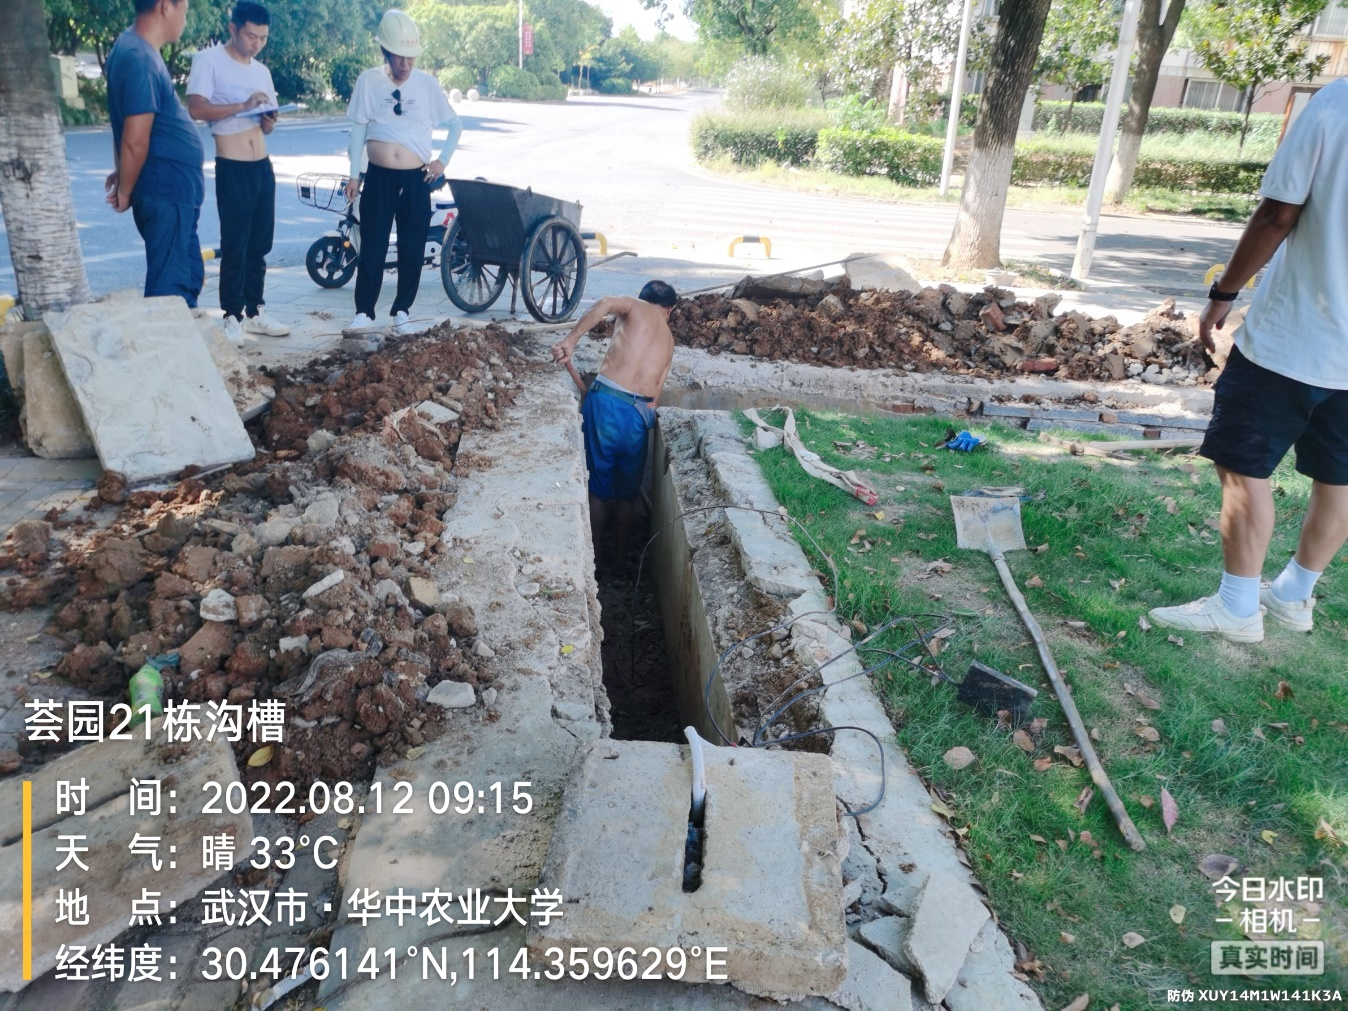 荟园21栋沟槽
时 间：2022.08.12 09:15
天 气：晴 33°C
地 点：武汉市·华中农业大学
经纬度：30.476141°N,114.359629°E
今日水印
-相机-
真实时间
防伪 XUY14M1W141K3A